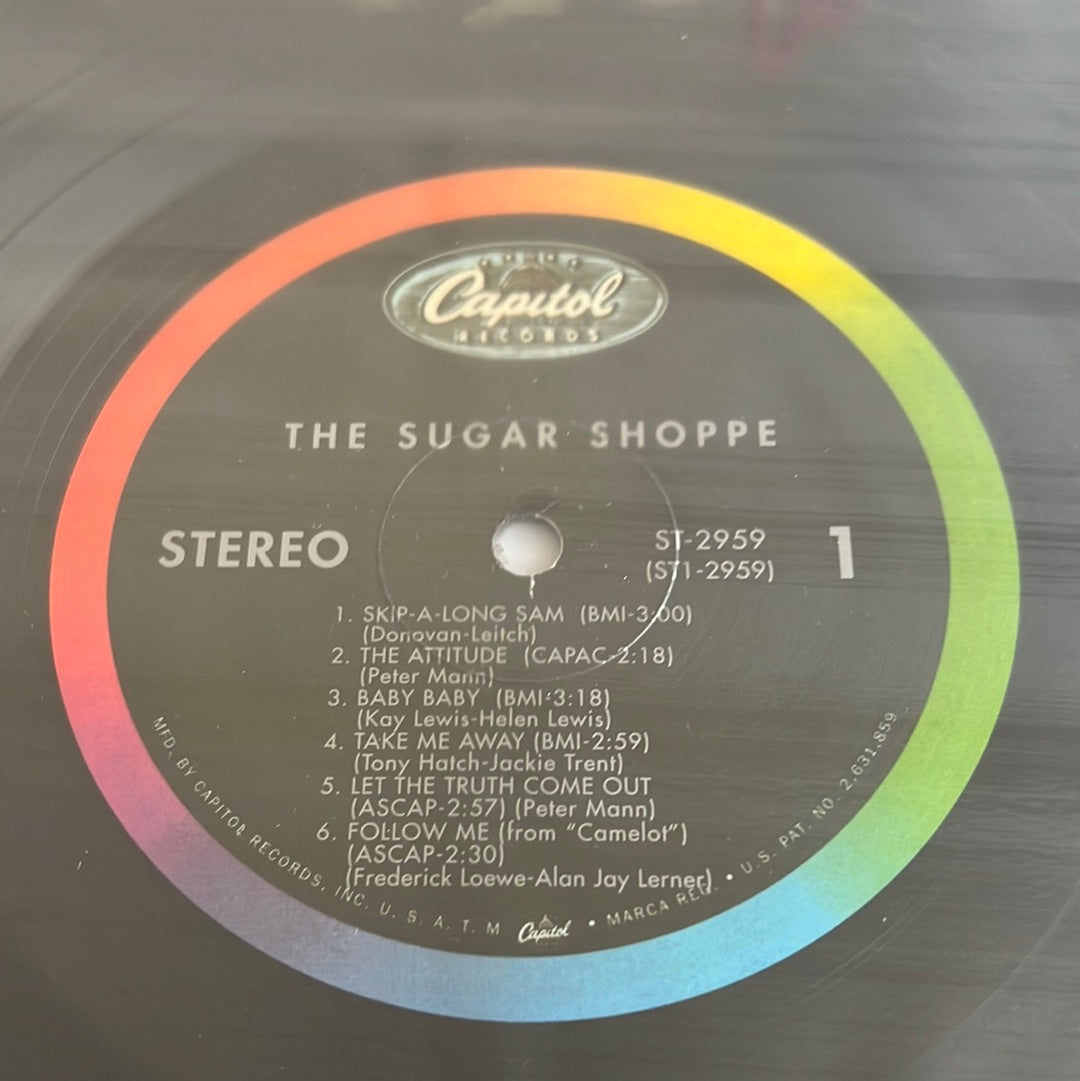 Capitol
RECORDS
THE SUGAR SHOPPE
STEREO
ST-2959
(ST1-2959)
1
1. SKIP-A-LONG SAM (BMI-3:00)
(Donovan-Leitch)
2. THE ATTITUDE (CAPAC-2:18)
(Peter Mann)
3. BABY BABY (BMI-3:18)
(Kay Lewis-Helen Lewis)
4. TAKE ME AWAY (BMI-2:59)
(Tony Hatch-Jackie Trent)
5. LET THE TRUTH COME OUT
(ASCAP-2:57) (Peter Mann)
6. FOLLOW ME (from "Camelot")
(ASCAP-2:30)
(Frederick Loewe-Alan Jay Lerner)
MFD. BY CAPITOL RECORDS, INC. U. S. A. T. M Capitol • MARCA REG. • U.S. PAT. NO. 2,631,859